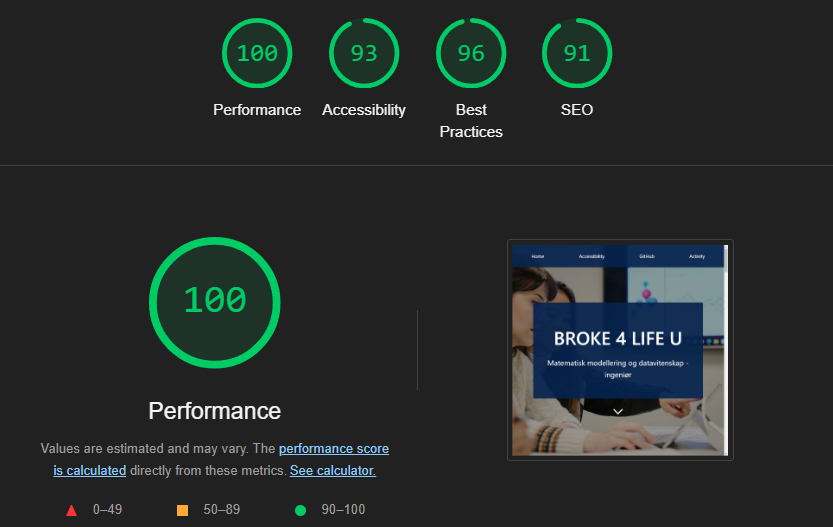 100 93 96 91
Performance Accessibility Best Practices SEO
100
Performance
Values are estimated and may vary. The performance score
is calculated directly from these metrics. See calculator.
0–49 50–89 90–100
Home Accessibility GitHub Activity
BROKE 4 LIFE U
Matematisk modellering og datavitenskap -
ingeniør